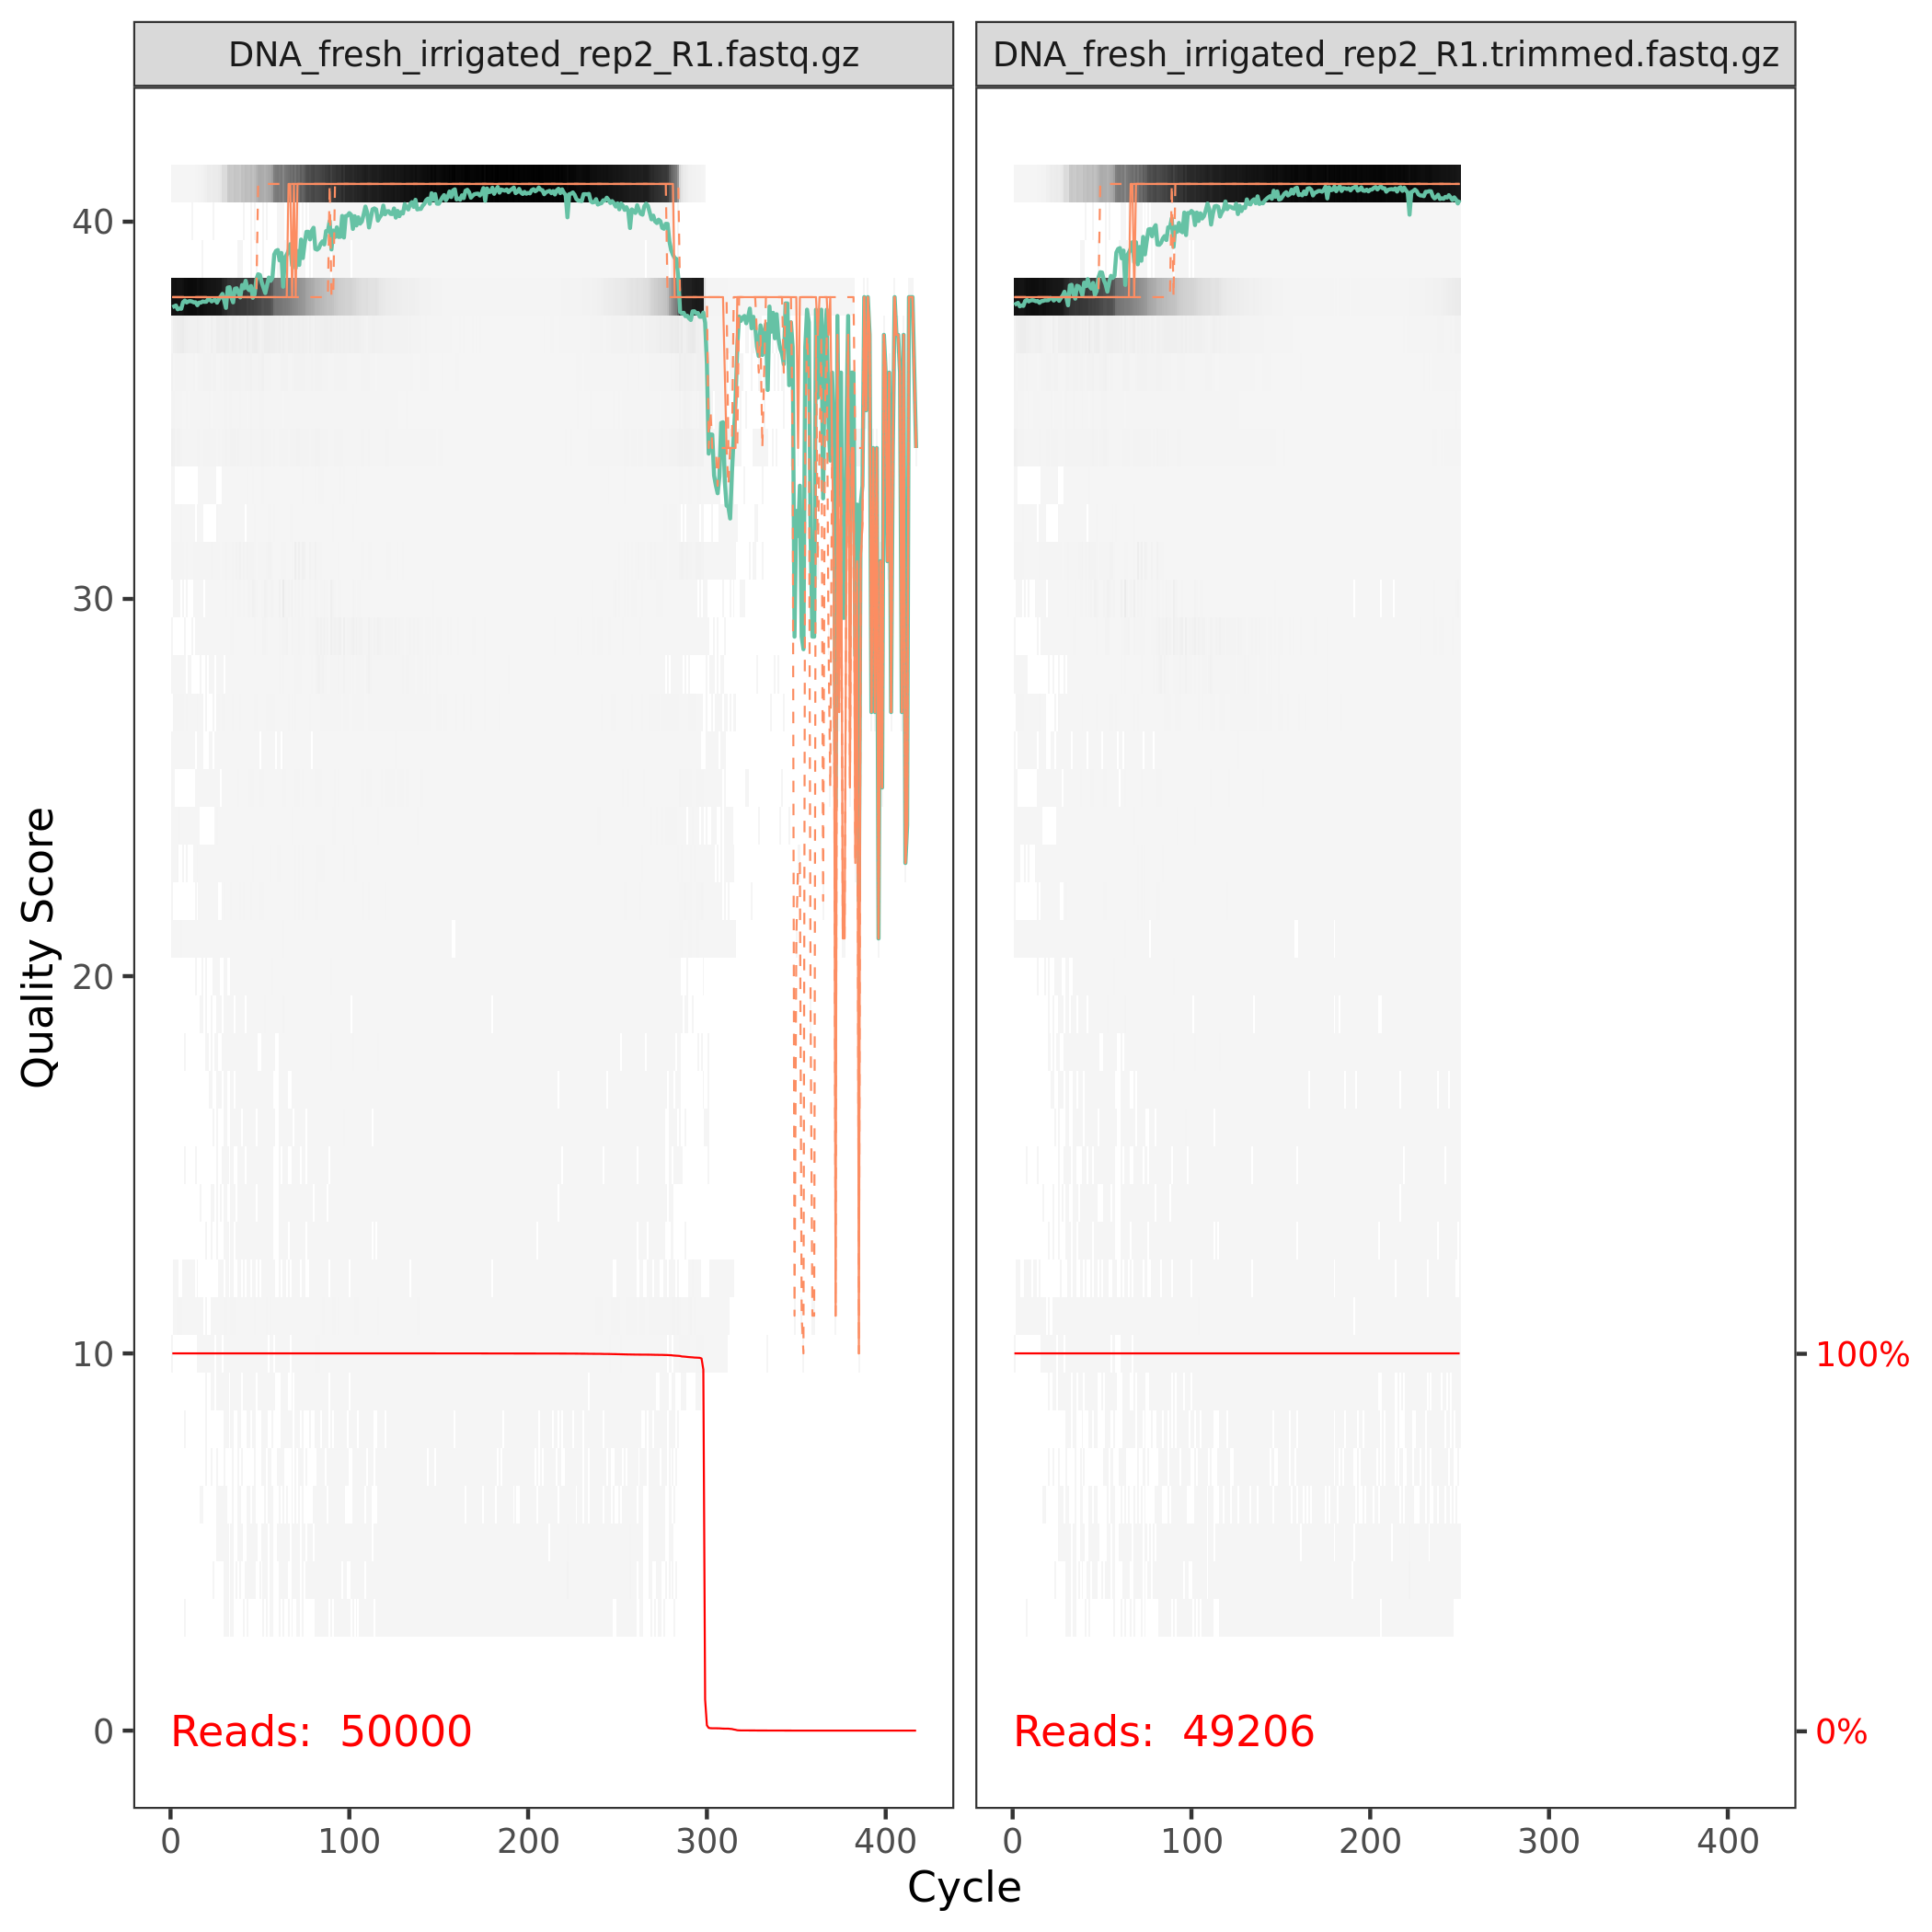 DNA_fresh_irrigated_rep2_R1.fastq.gz
DNA_fresh_irrigated_rep2_R1.trimmed.fastq.gz
Quality Score
40
30
20
10
0
100%
0%
Reads: 50000
Reads: 49206
0 100 200 300 400
0 100 200 300 400
Cycle